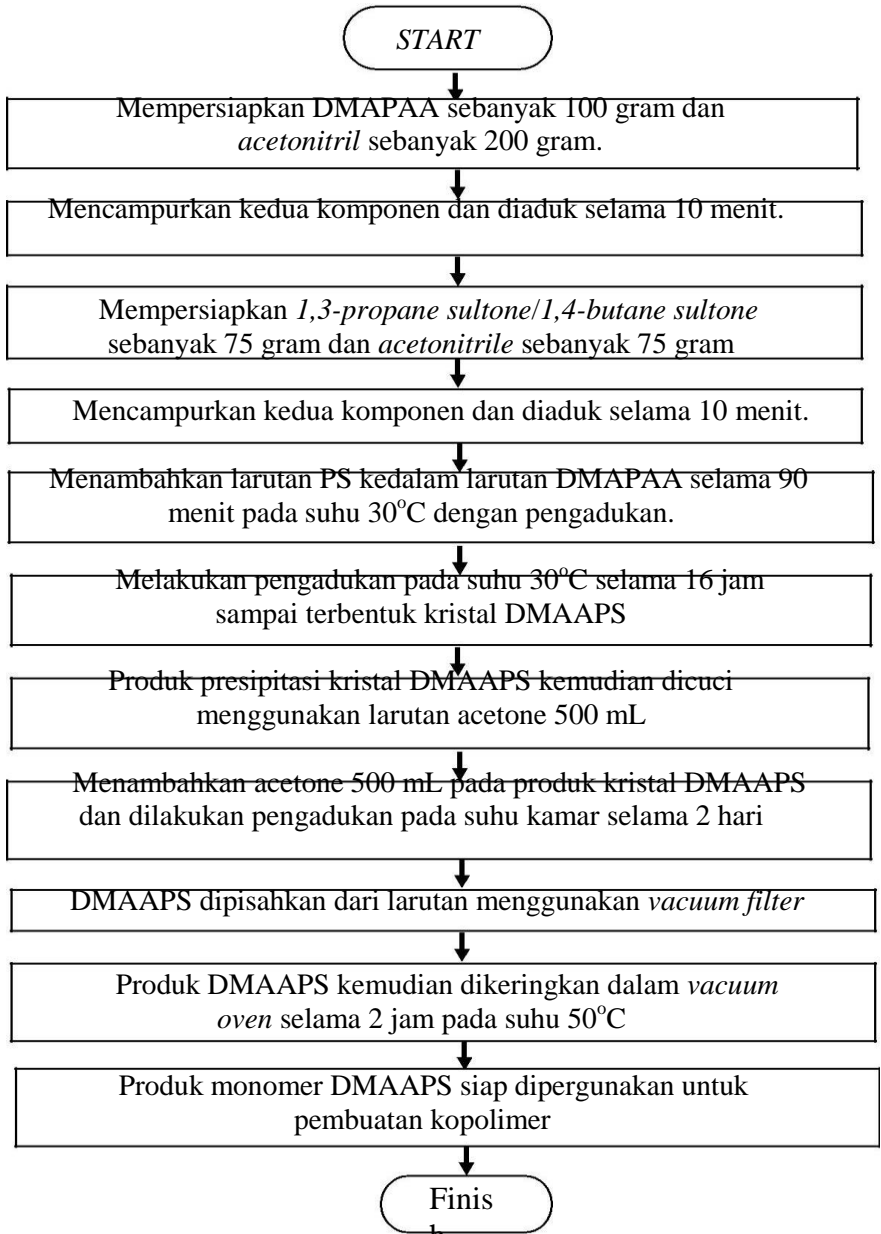 START
Mempersiapkan DMAPAA sebanyak 100 gram dan
acetonitril sebanyak 200 gram.
Mencampurkan kedua komponen dan diaduk selama 10 menit.
Mempersiapkan 1,3-propane sultone/1,4-butane sultone
sebanyak 75 gram dan acetonitrile sebanyak 75 gram
Mencampurkan kedua komponen dan diaduk selama 10 menit.
Menambahkan larutan PS kedalam larutan DMAPAA selama 90
menit pada suhu 30°C dengan pengadukan.
Melakukan pengadukan pada suhu 30°C selama 16 jam
sampai terbentuk kristal DMAAPS
Produk presipitasi kristal DMAAPS kemudian dicuci
menggunakan larutan acetone 500 mL
Menambahkan acetone 500 mL pada produk kristal DMAAPS
dan dilakukan pengadukan pada suhu kamar selama 2 hari
DMAAPS dipisahkan dari larutan menggunakan vacuum filter
Produk DMAAPS kemudian dikeringkan dalam vacuum
oven selama 2 jam pada suhu 50°C
Produk monomer DMAAPS siap dipergunakan untuk
pembuatan kopolimer
Finis
h